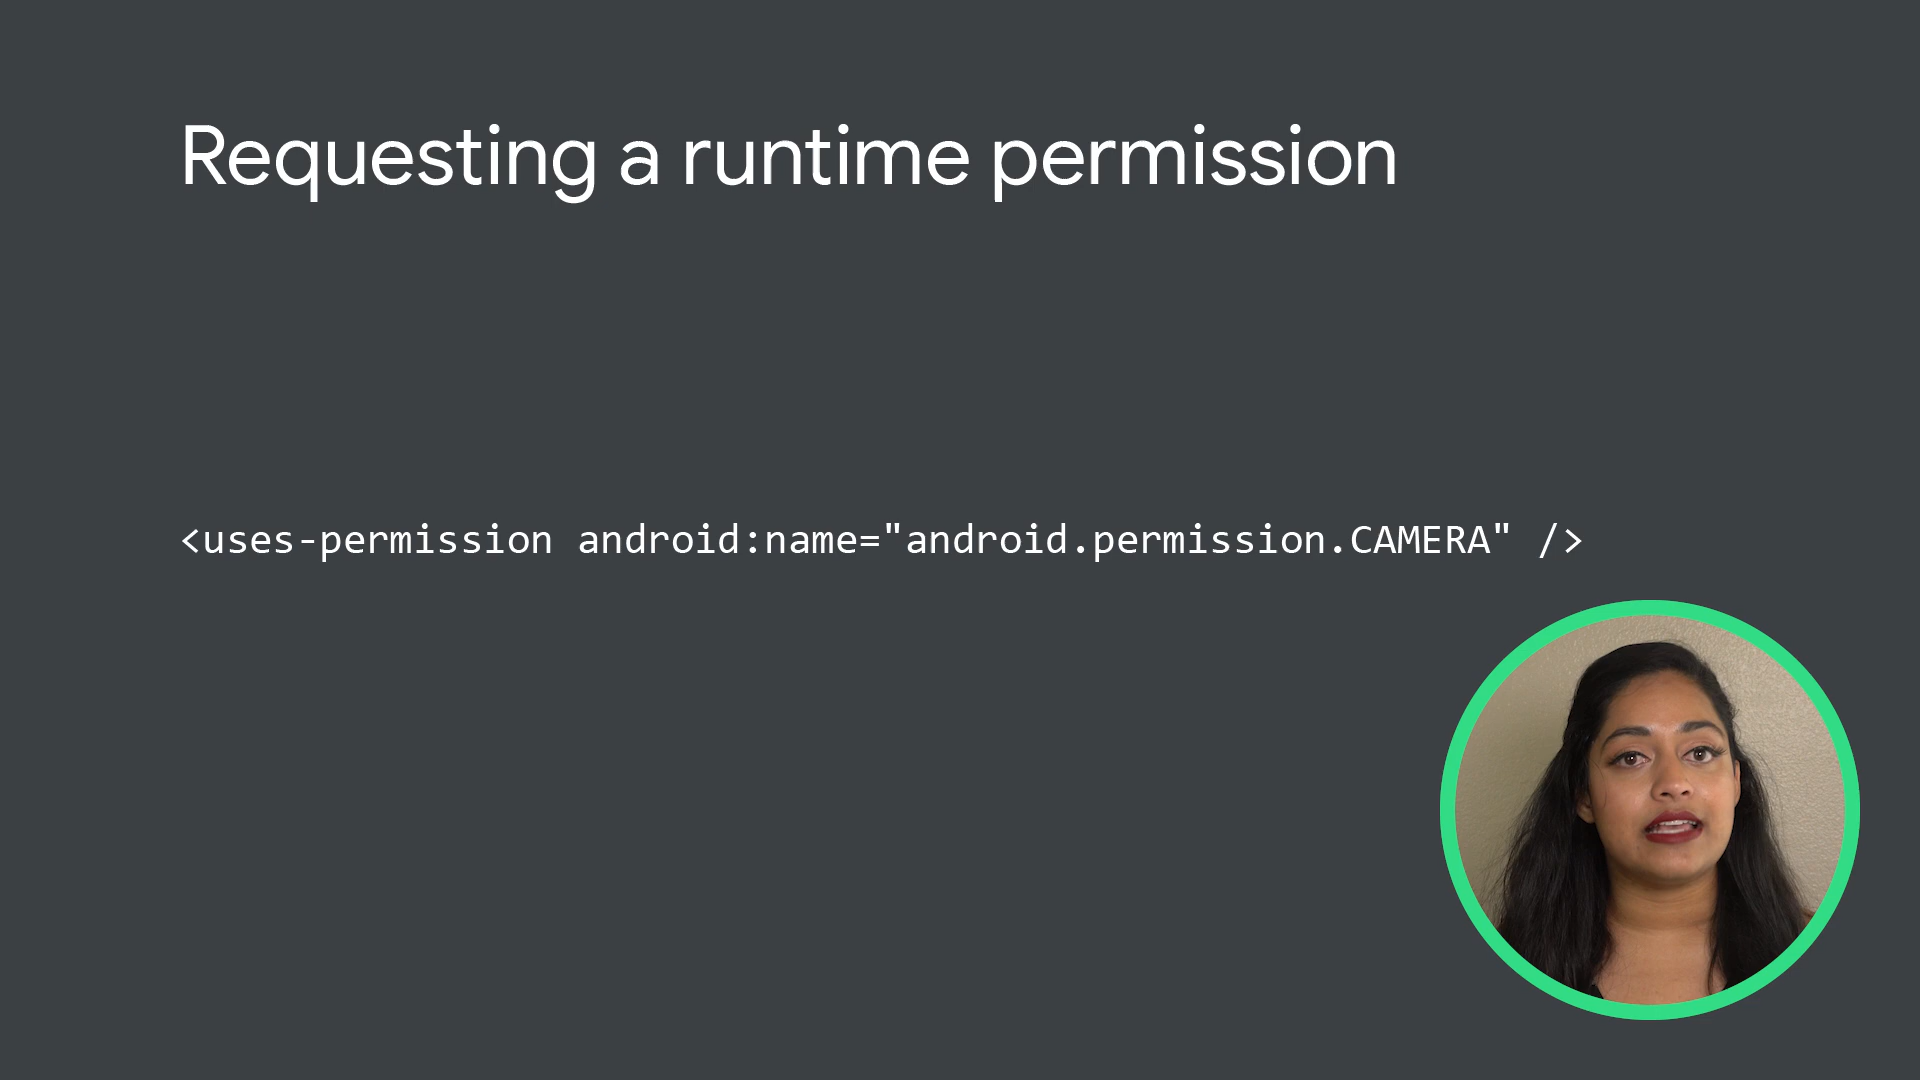 Requesting a runtime permission
<uses-permission android:name="android.permission.CAMERA" />